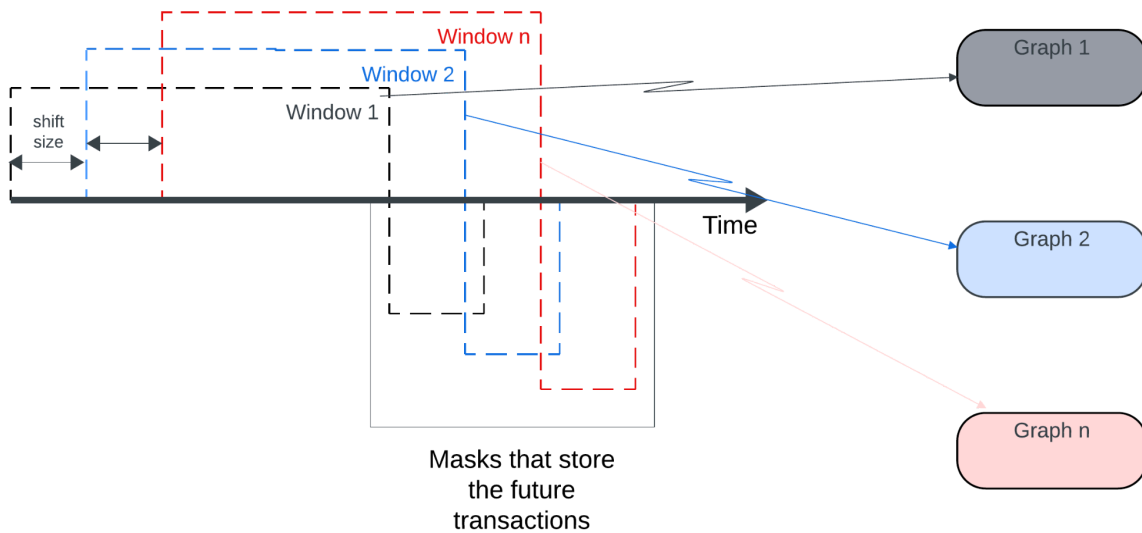 Window n
Graph 1
Window 2
Window 1
shift
size
Time
Graph 2
Graph n
Masks that store
the future
transactions